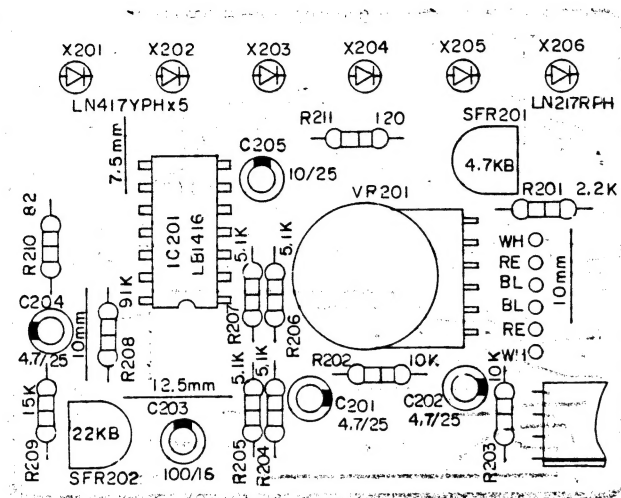 X201 X202 X203 X204 X205 X206
LN417YPHx5
LN217RPH
R211 120
SFR201
4.7KB
C205
10/25
7.5mm
VR201
R201 2.2K
IC201
LB1416
R210 82
WH
RE
BL
BL
RE
WH
10mm
C204
4.7/25
10mm
91K
R208
R207 5.1K
R206 5.1K
R202 10K
12.5mm
C203
100/16
R209 15K
22KB
SFR202
R205 5.1K
R204 5.1K
C201
4.7/25
C202
4.7/25
R203 10K